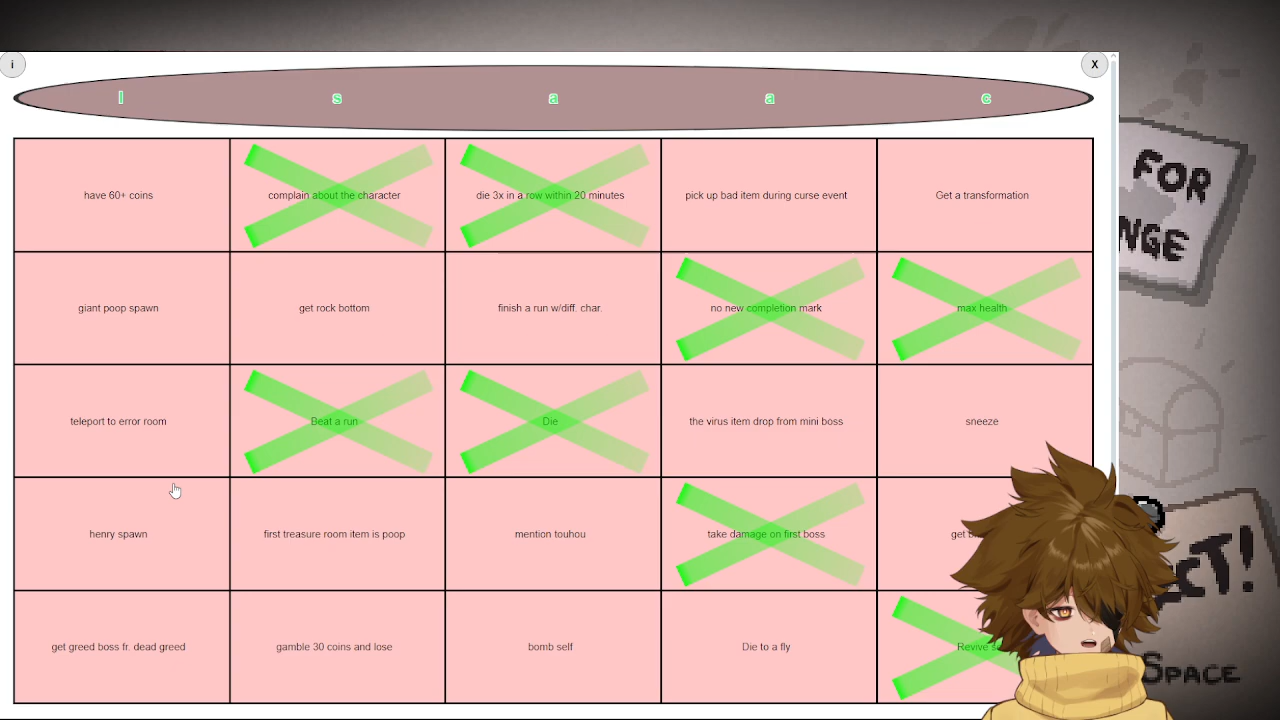 i
X
I s a a c
have 60+ coins
complain about the character
die 3x in a row within 20 minutes
pick up bad item during curse event
Get a transformation
FOR
giant poop spawn
get rock bottom
finish a run w/diff. char.
no new completion mark
max health
teleport to error room
Beat a run
Die
the virus item drop from mini boss
sneeze
henry spawn
first treasure room item is poop
mention touhou
take damage on first boss
get
get greed boss fr. dead greed
gamble 30 coins and lose
bomb self
Die to a fly
Revive
SPACE